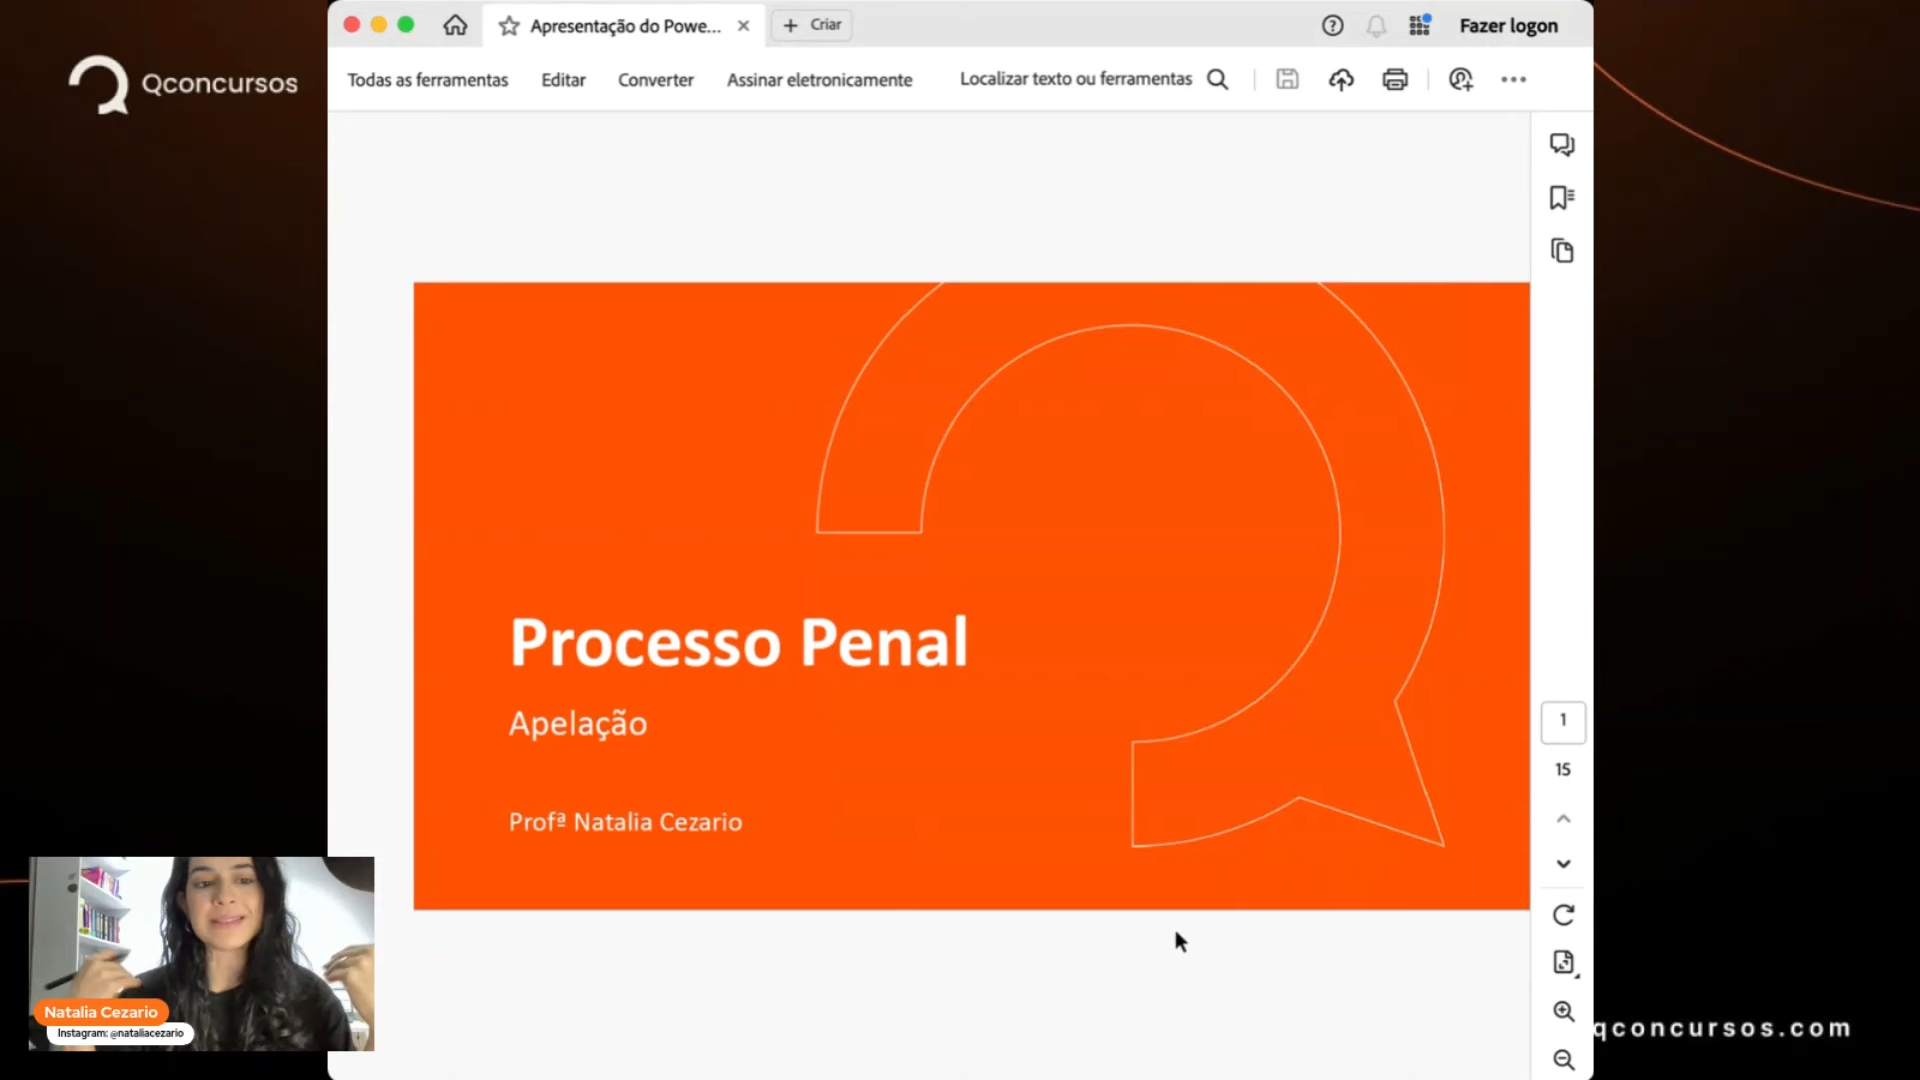 Qconcursos
Apresentação do Powe...
Criar
Fazer logon
Todas as ferramentas
Editar
Converter
Assinar eletronicamente
Localizar texto ou ferramentas
Processo Penal
Apelação
Profª Natalia Cezario
1
15
Natalia Cezario
Instagram: @nataliacezario
qconcursos.com